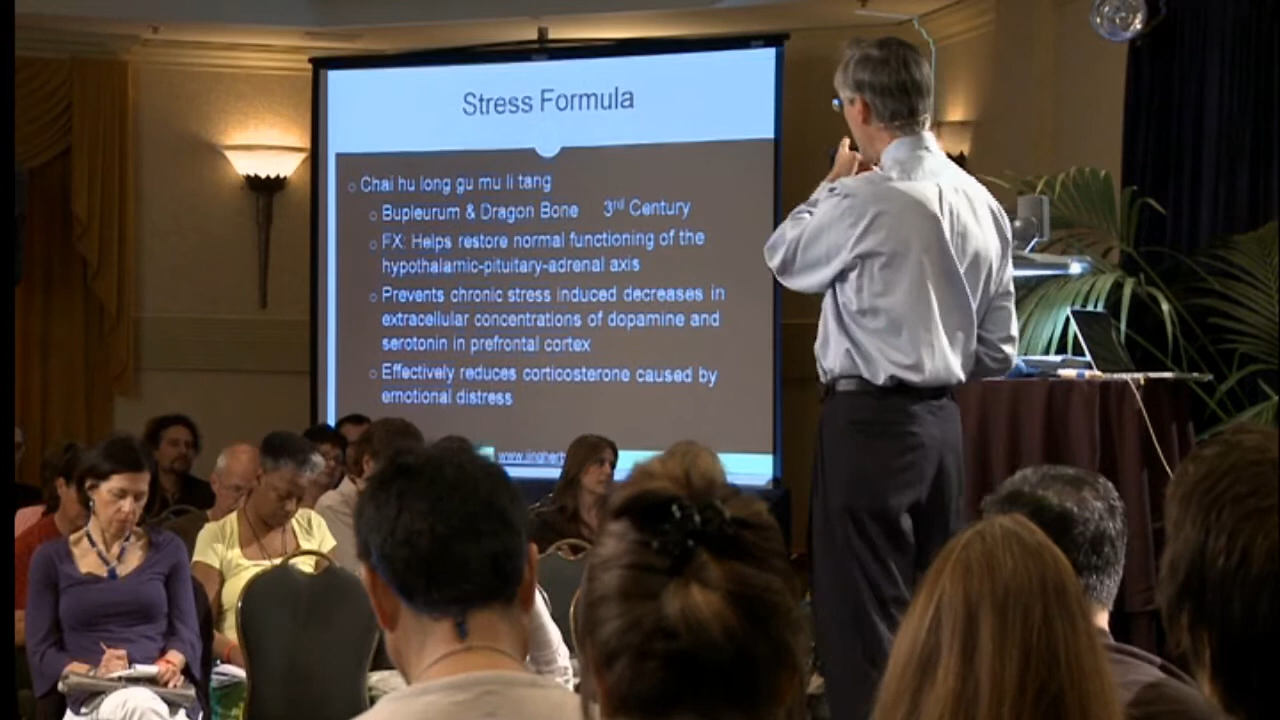 Stress Formula
Chai hu long gu mu li tang
Bupleurum & Dragon Bone 3rd Century
FX: Helps restore normal functioning of the
hypothalamic-pituitary-adrenal axis
Prevents chronic stress induced decreases in
extracellular concentrations of dopamine and
serotonin in prefrontal cortex
Effectively reduces corticosterone caused by
emotional distress